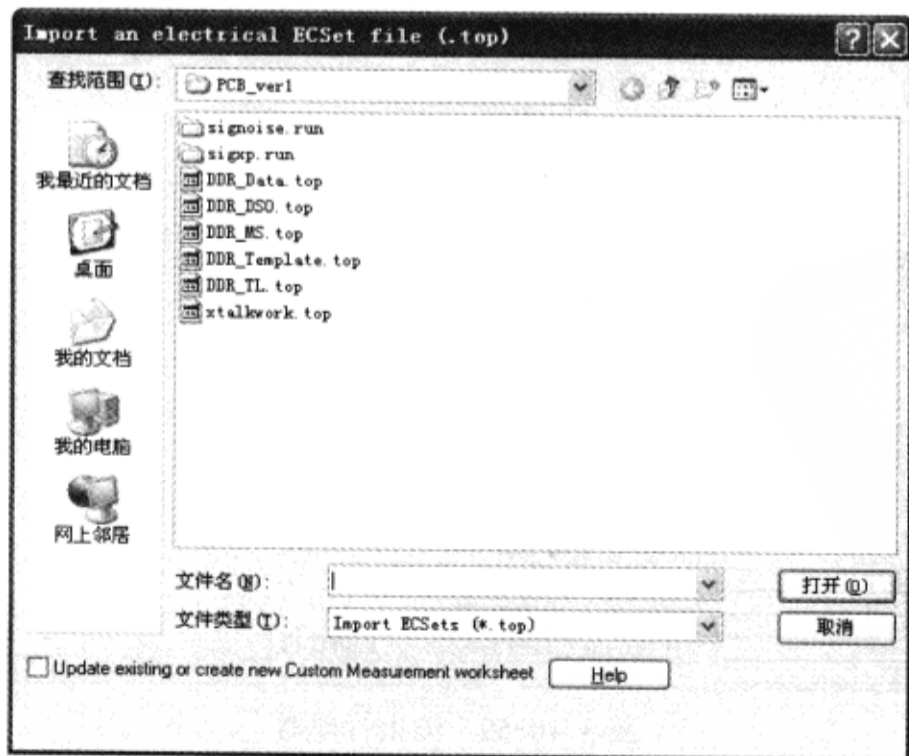 Import an electrical ECSet file (.top)
查找范围(I):
PCB_ver1
signoise.run
sigxp.run
DDR_Data.top
DDR_DSO.top
DDR_MS.top
DDR_Template.top
DDR_TL.top
xtalkwork.top
我最近的文档
桌面
我的文档
我的电脑
网上邻居
文件名(N):
打开(O)
文件类型(T):
Import ECSets (*.top)
取消
Update existing or create new Custom Measurement worksheet
Help